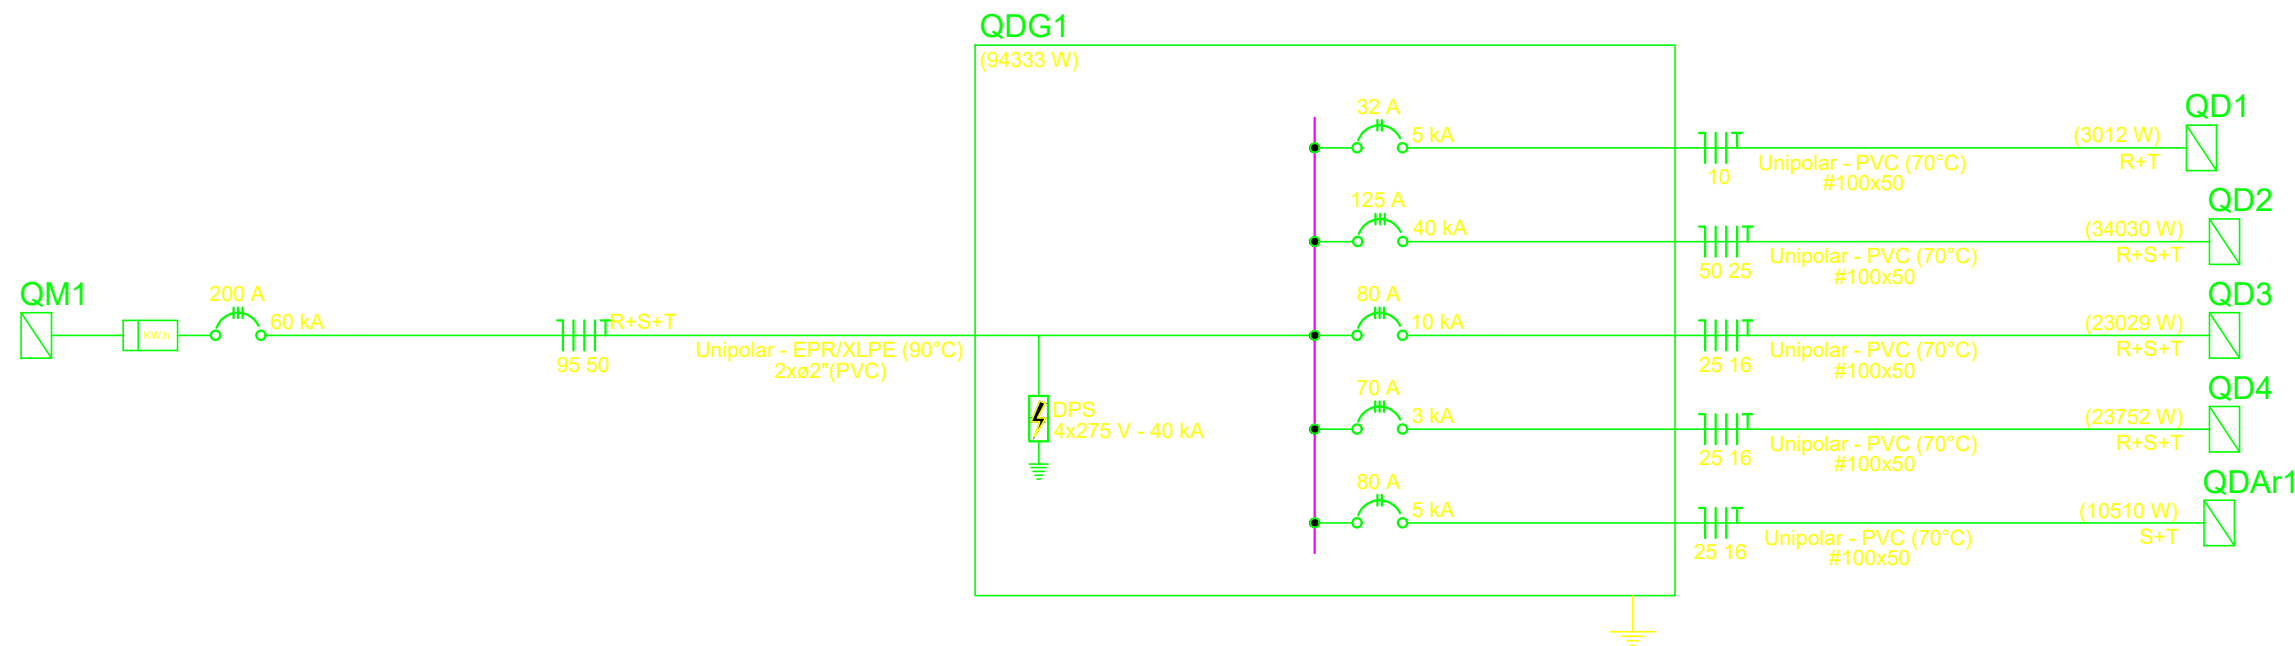 QDG1
(94333 W)
32 A
5 kA
10
Unipolar - PVC (70°C)
#100x50
(3012 W)
R+T
QD1
125 A
40 kA
50 25
Unipolar - PVC (70°C)
#100x50
(34030 W)
R+S+T
QD2
QM1
KW.h
200 A
60 kA
95 50
R+S+T
Unipolar - EPR/XLPE (90°C)
2xø2"(PVC)
80 A
10 kA
25 16
Unipolar - PVC (70°C)
#100x50
(23029 W)
R+S+T
QD3
DPS
4x275 V - 40 kA
70 A
3 kA
25 16
Unipolar - PVC (70°C)
#100x50
(23752 W)
R+S+T
QD4
80 A
5 kA
25 16
Unipolar - PVC (70°C)
#100x50
(10510 W)
S+T
QDAr1